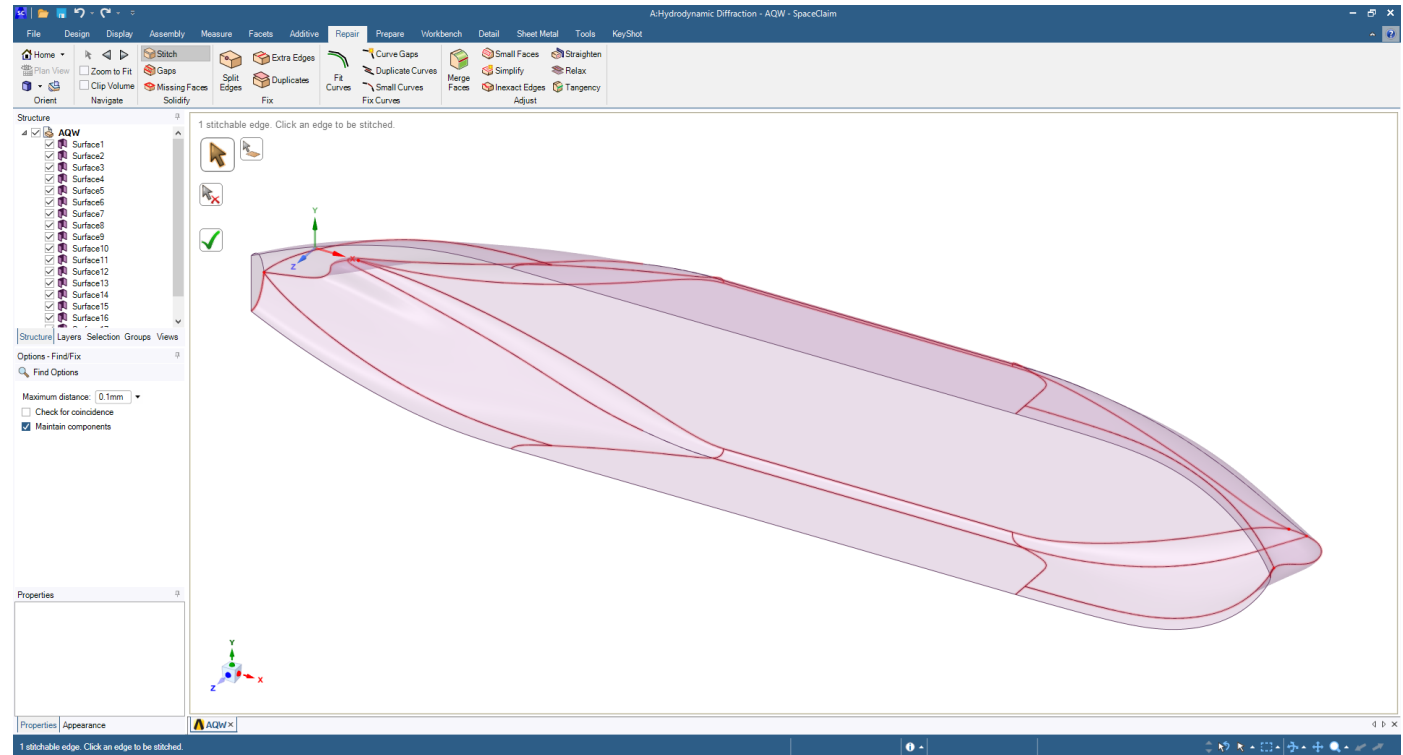 A:Hydrodynamic Diffraction - AQW - SpaceClaim
File Design Display Assembly Measure Facets Additive Repair Prepare Workbench Detail Sheet Metal Tools KeyShot
Home
Plan View
Orient
Zoom to Fit
Clip Volume
Navigate
Stitch
Gaps
Missing Faces
Solidify
Split Edges
Extra Edges
Duplicates
Fix
Fit Curves
Curve Gaps
Duplicate Curves
Small Curves
Fix Curves
Merge Faces
Small Faces
Simplify
Inexact Edges
Straighten
Relax
Tangency
Adjust
Structure
AQW
Surface1
Surface2
Surface3
Surface4
Surface5
Surface6
Surface7
Surface8
Surface9
Surface10
Surface11
Surface12
Surface13
Surface14
Surface15
Surface16
Structure Layers Selection Groups Views
Options - Find/Fix
Find Options
Maximum distance: 0.1mm
Check for coincidence
Maintain components
Properties
Properties Appearance
1 stitchable edge. Click an edge to be stitched.
Y
Z
X
Y
Z
X
AQW
1 stitchable edge. Click an edge to be stitched.